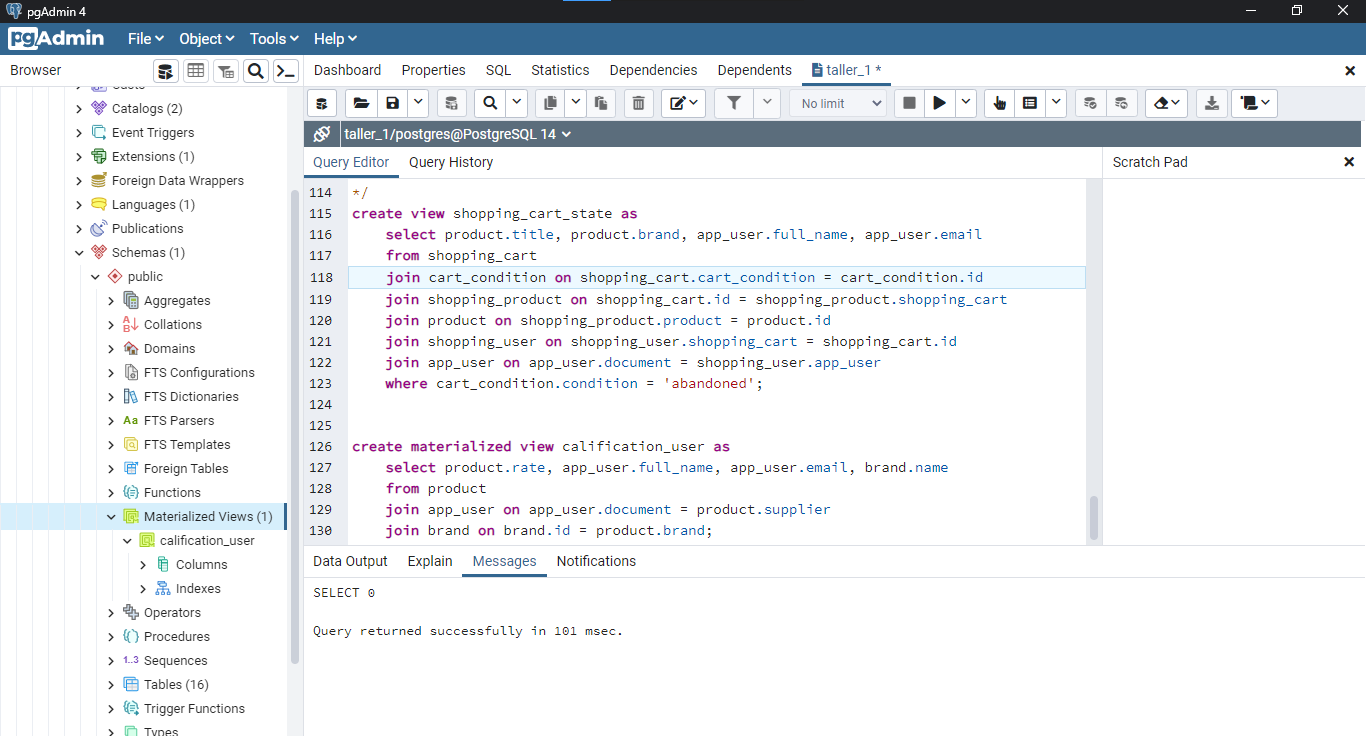 pgAdmin 4
pgAdmin File Object Tools Help
Browser
Dashboard Properties SQL Statistics Dependencies Dependents taller_1 *
No limit
taller_1/postgres@PostgreSQL 14
Query Editor Query History
Scratch Pad
Casts
Catalogs (2)
Event Triggers
Extensions (1)
Foreign Data Wrappers
Languages (1)
Publications
Schemas (1)
public
Aggregates
Collations
Domains
FTS Configurations
FTS Dictionaries
Aa FTS Parsers
FTS Templates
Foreign Tables
Functions
Materialized Views (1)
calification_user
Columns
Indexes
Operators
Procedures
1..3 Sequences
Tables (16)
Trigger Functions
Types
114 */
115 create view shopping_cart_state as
116 select product.title, product.brand, app_user.full_name, app_user.email
117 from shopping_cart
118 join cart_condition on shopping_cart.cart_condition = cart_condition.id
119 join shopping_product on shopping_cart.id = shopping_product.shopping_cart
120 join product on shopping_product.product = product.id
121 join shopping_user on shopping_user.shopping_cart = shopping_cart.id
122 join app_user on app_user.document = shopping_user.app_user
123 where cart_condition.condition = 'abandoned';
124
125
126 create materialized view calification_user as
127 select product.rate, app_user.full_name, app_user.email, brand.name
128 from product
129 join app_user on app_user.document = product.supplier
130 join brand on brand.id = product.brand;
Data Output Explain Messages Notifications
SELECT 0
Query returned successfully in 101 msec.